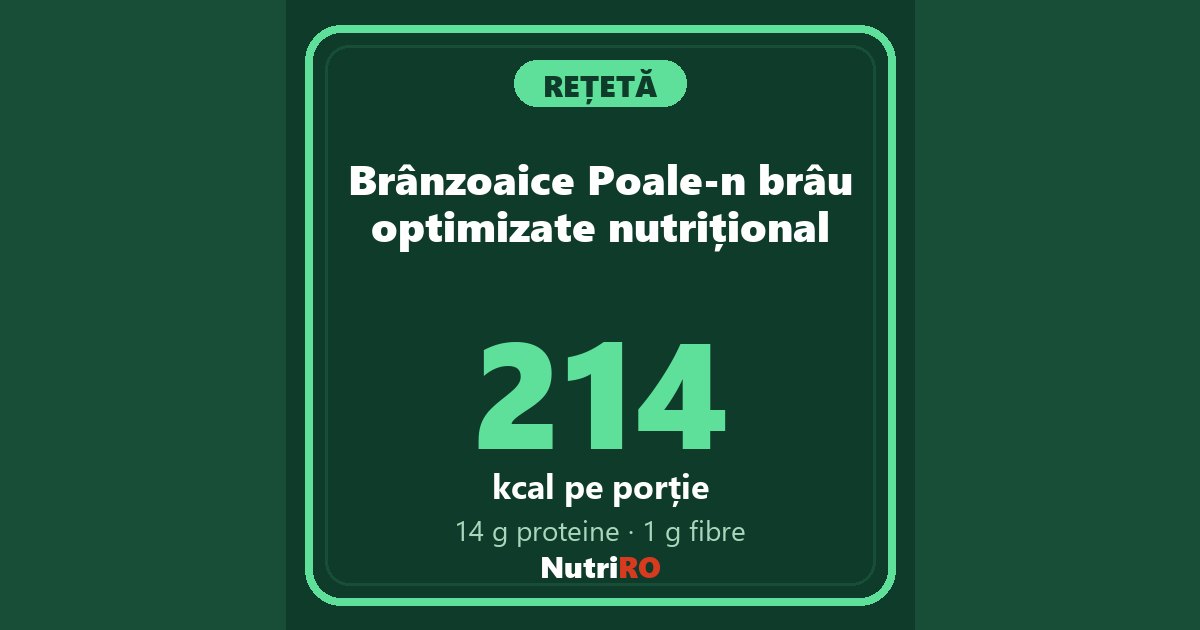 REȚETĂ
Brânzoaice Poale-n brâu
optimizate nutrițional
214
kcal pe porție
14 g proteine · 1 g fibre
NutriRO